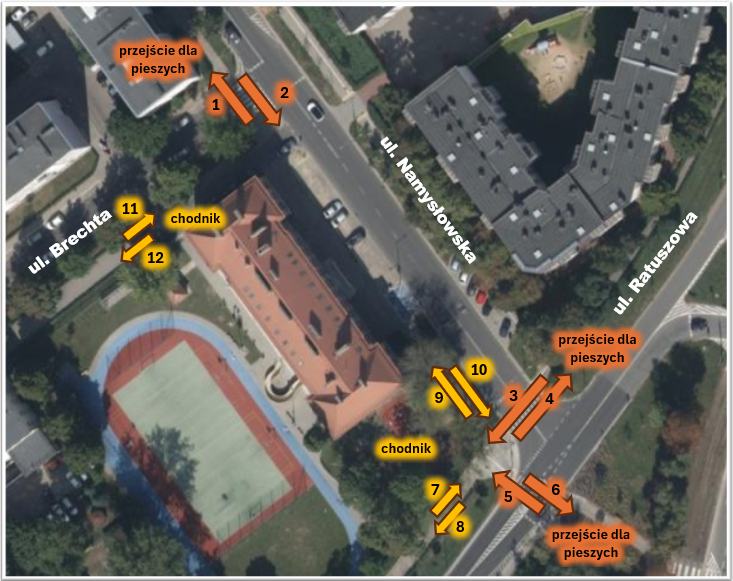 przejście dla
pieszych
1
2
ul. Namysłowska
11
chodnik
ul. Brechta
12
ul. Ratuszowa
przejście dla
pieszych
10
3
4
9
chodnik
7
8
5
6
przejście dla
pieszych